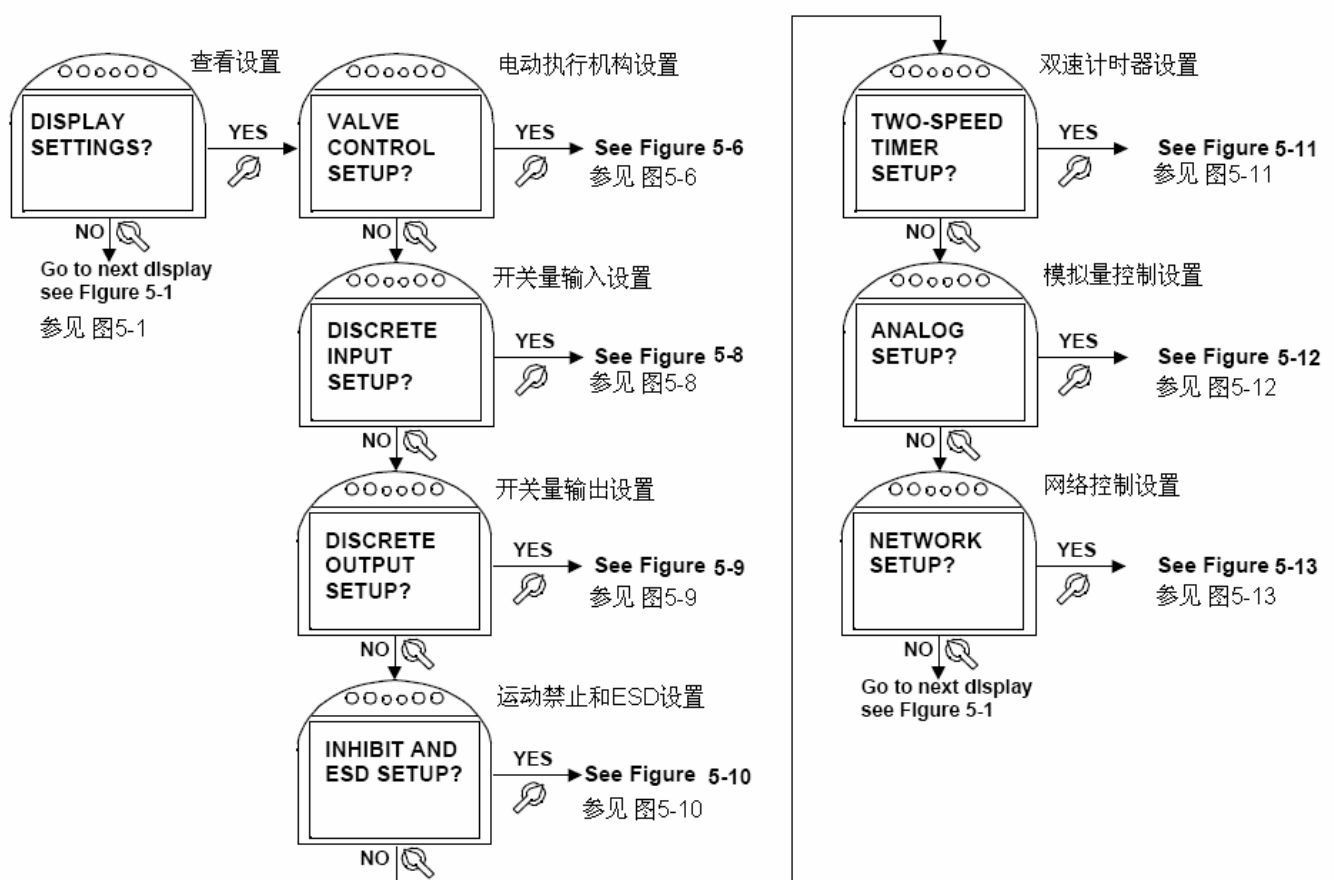 查看设置
DISPLAY
SETTINGS?
YES
NO
Go to next display
see Figure 5-1
参见 图5-1
电动执行机构设置
VALVE
CONTROL
SETUP?
YES
See Figure 5-6
参见 图5-6
NO
开关量输入设置
DISCRETE
INPUT
SETUP?
YES
See Figure 5-8
参见 图5-8
NO
开关量输出设置
DISCRETE
OUTPUT
SETUP?
YES
See Figure 5-9
参见 图5-9
NO
运动禁止和ESD设置
INHIBIT AND
ESD SETUP?
YES
See Figure 5-10
参见 图5-10
NO
双速计时器设置
TWO-SPEED
TIMER
SETUP?
YES
See Figure 5-11
参见 图5-11
NO
模拟量控制设置
ANALOG
SETUP?
YES
See Figure 5-12
参见 图5-12
NO
网络控制设置
NETWORK
SETUP?
YES
See Figure 5-13
参见 图5-13
NO
Go to next display
see Figure 5-1